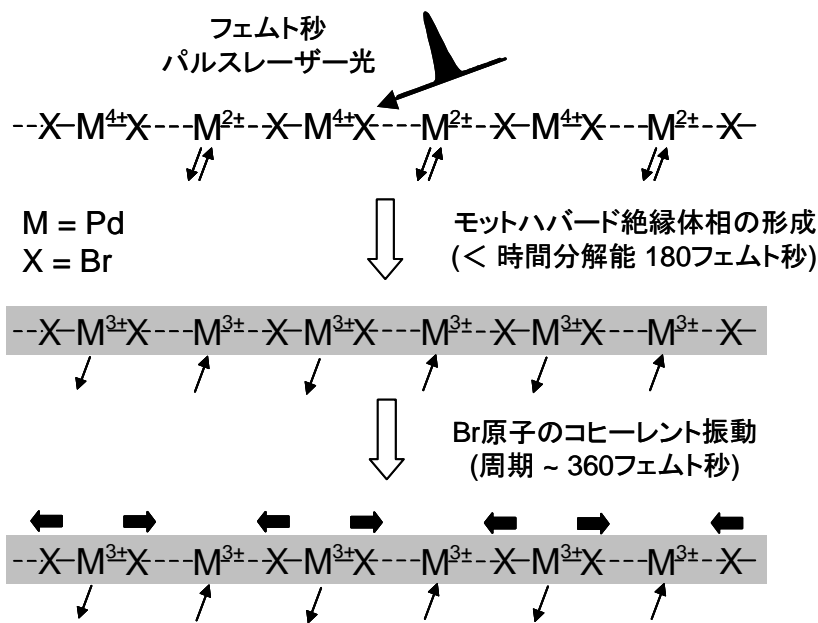 フェムト秒
パルスレーザー光
---X–M⁴⁺X----M²⁺---X–M⁴⁺X----M²⁺---X–M⁴⁺X----M²⁺---X–
M = Pd
X = Br
モットハバード絶縁体相の形成
(< 時間分解能 180フェムト秒)
---X–M³⁺X----M³⁺---X–M³⁺X----M³⁺---X–M³⁺X----M³⁺---X–
Br原子のコヒーレント振動
(周期 ~ 360フェムト秒)
---X–M³⁺X----M³⁺---X–M³⁺X----M³⁺---X–M³⁺X----M³⁺---X–